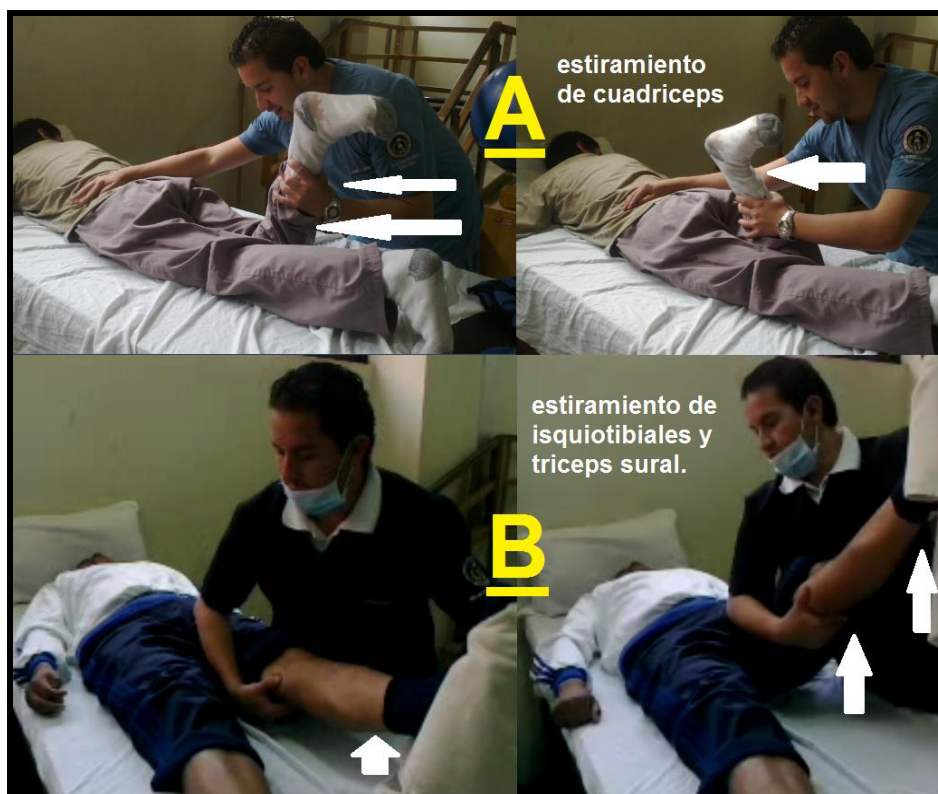 A
estiramiento
de cuadriceps
B
estiramiento de
isquiotibiales y
triceps sural.